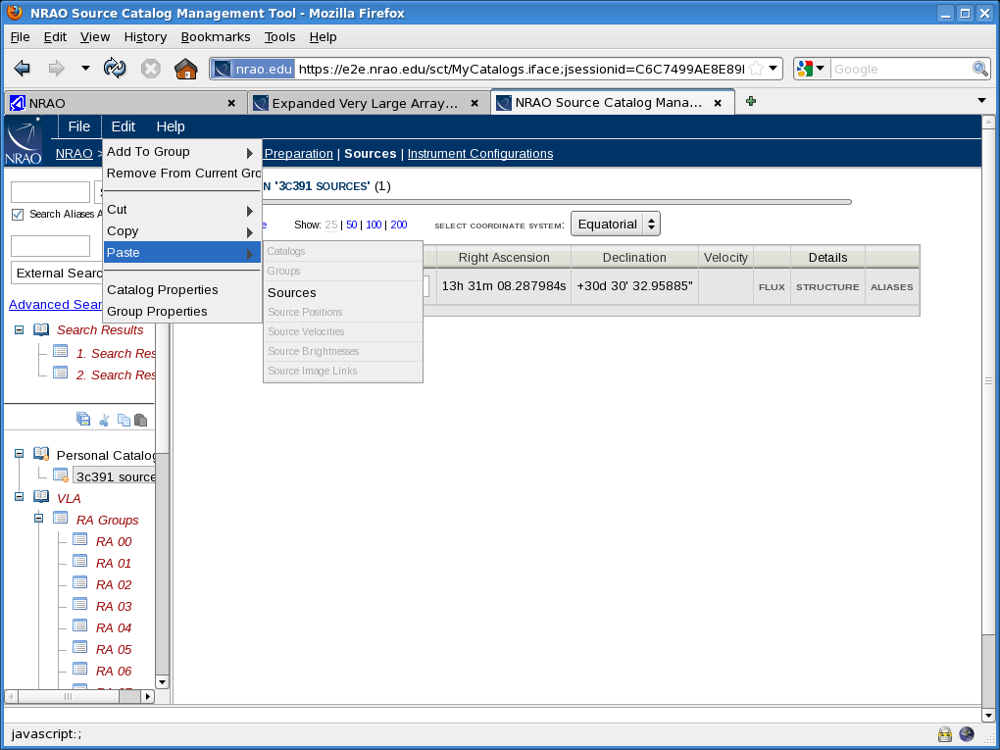 NRAO Source Catalog Management Tool - Mozilla Firefox
File Edit View History Bookmarks Tools Help
nrao.edu https://e2e.nrao.edu/sct/MyCatalogs.iface;jsessionid=C6C7499AE8E89 Google
NRAO Expanded Very Large Array... NRAO Source Catalog Mana...
NRAO
File Edit Help
NRAO > Preparation | Sources | Instrument Configurations
Add To Group
Remove From Current Gro
Cut
Copy
Paste
Catalog Properties
Group Properties
Catalogs
Groups
Sources
Source Positions
Source Velocities
Source Brightnesses
Source Image Links
N '3C391 SOURCES' (1)
Show: 25 | 50 | 100 | 200 SELECT COORDINATE SYSTEM: Equatorial
Right Ascension Declination Velocity Details
13h 31m 08.287984s +30d 30' 32.95885" FLUX STRUCTURE ALIASES
Search Aliases A
External Searc
Advanced Sear
Search Results
1. Search Res
2. Search Res
Personal Catalog
3c391 source
VLA
RA Groups
RA 00
RA 01
RA 02
RA 03
RA 04
RA 05
RA 06
javascript:;